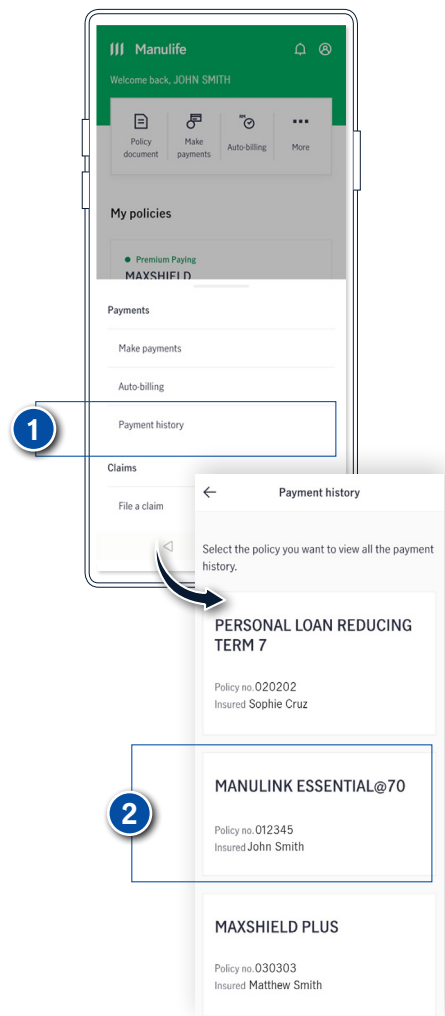 Manulife
Welcome back, JOHN SMITH
Policy document
Make payments
Auto-billing
More
My policies
Premium Paying
MAXSHIELD
Payments
Make payments
Auto-billing
1
Payment history
Claims
File a claim
Payment history
Select the policy you want to view all the payment
history.
PERSONAL LOAN REDUCING
TERM 7
Policy no.020202
Insured Sophie Cruz
2
MANULINK ESSENTIAL@70
Policy no.012345
Insured John Smith
MAXSHIELD PLUS
Policy no.030303
Insured Matthew Smith